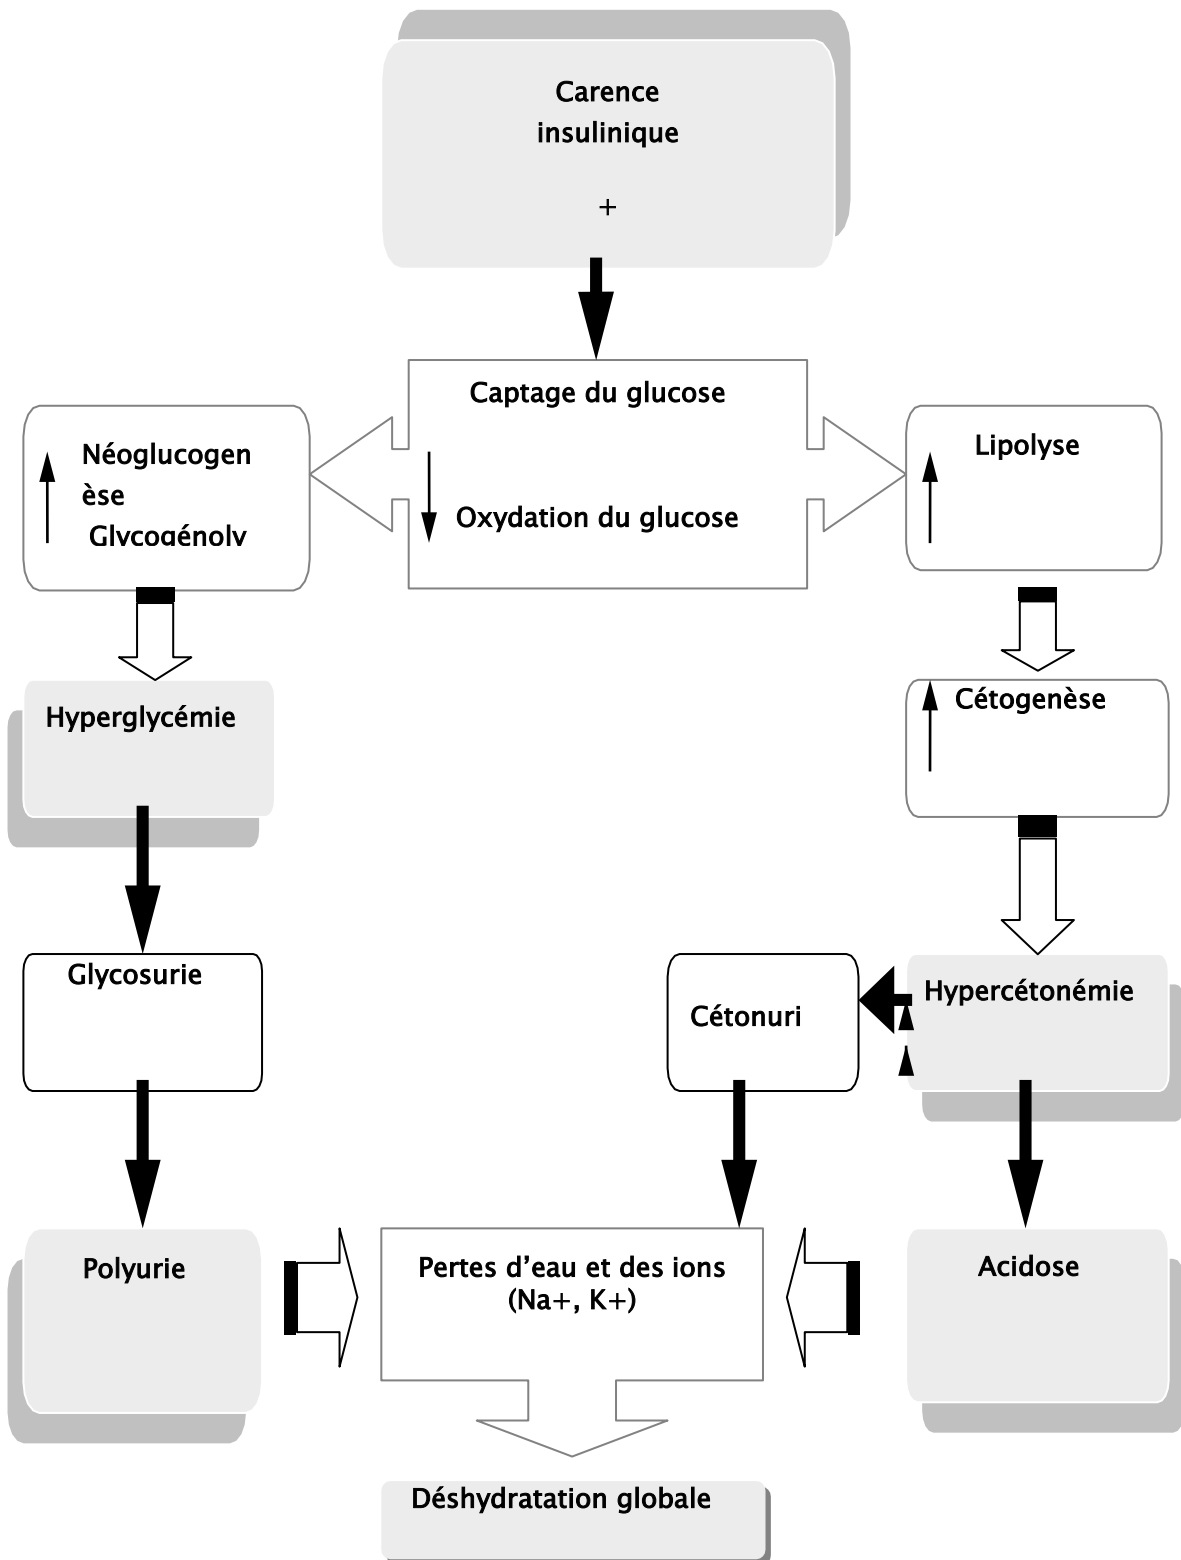 Carence
insulinique
+
Captage du glucose
Oxydation du glucose
Néoglucogen
èse
Glycogénoly
Lipolyse
Hyperglycémie
Cétogenèse
Glycosurie
Cétonuri
Hypercétonémie
Polyurie
Pertes d’eau et des ions
(Na+, K+)
Acidose
Déshydratation globale